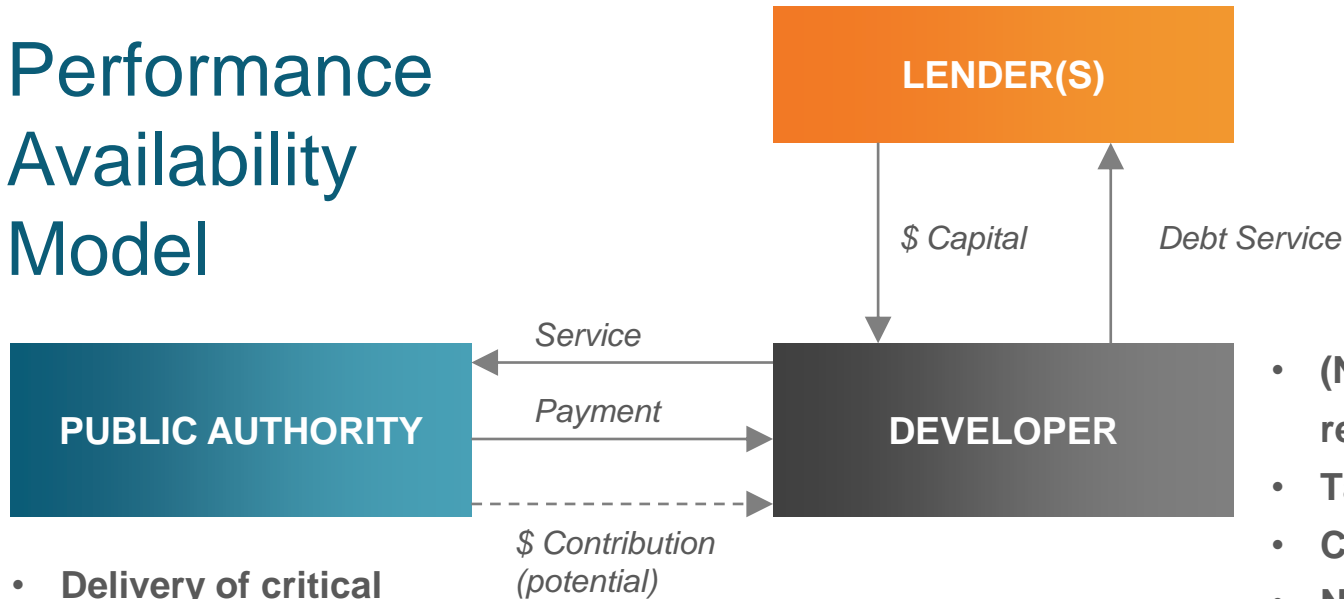 Performance
Availability
Model
LENDER(S)
$ Capital
Debt Service
Service
PUBLIC AUTHORITY
Payment
DEVELOPER
$ Contribution
(potential)
• Delivery of critical
•
•
•
•